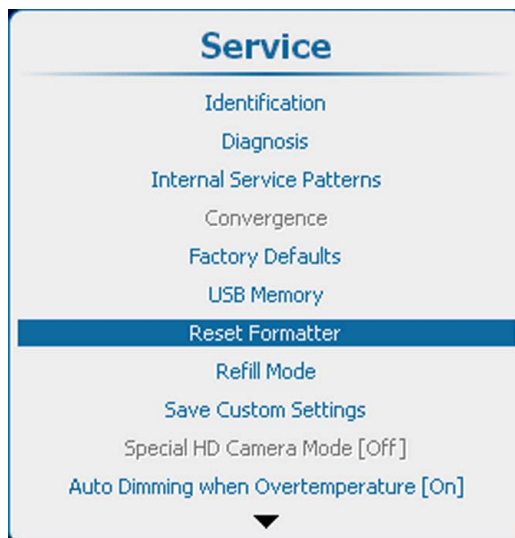 Service
Identification
Diagnosis
Internal Service Patterns
Convergence
Factory Defaults
USB Memory
Reset Formatter
Refill Mode
Save Custom Settings
Special HD Camera Mode [Off]
Auto Dimming when Overtemperature [On]